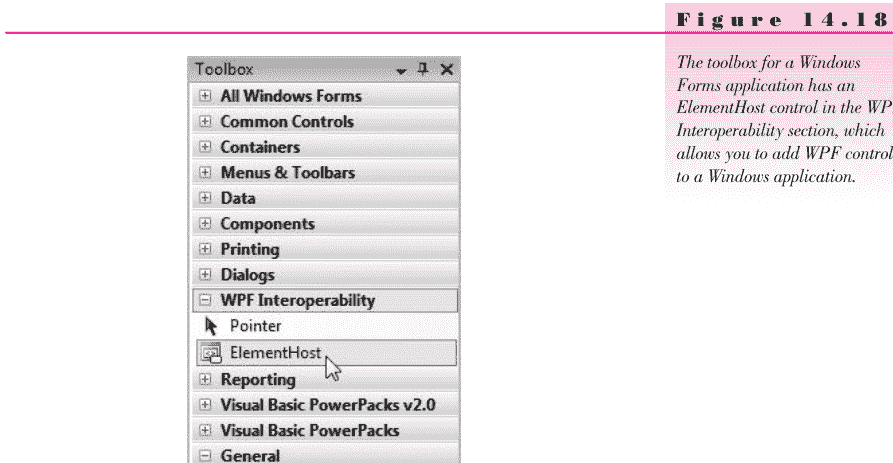 Figure 14.18
The toolbox for a Windows
Forms application has an
ElementHost control in the WP
Interoperability section, which
allows you to add WPF control
to a Windows application.
Toolbox
All Windows Forms
Common Controls
Containers
Menus & Toolbars
Data
Components
Printing
Dialogs
WPF Interoperability
Pointer
ElementHost
Reporting
Visual Basic PowerPacks v2.0
Visual Basic PowerPacks
General